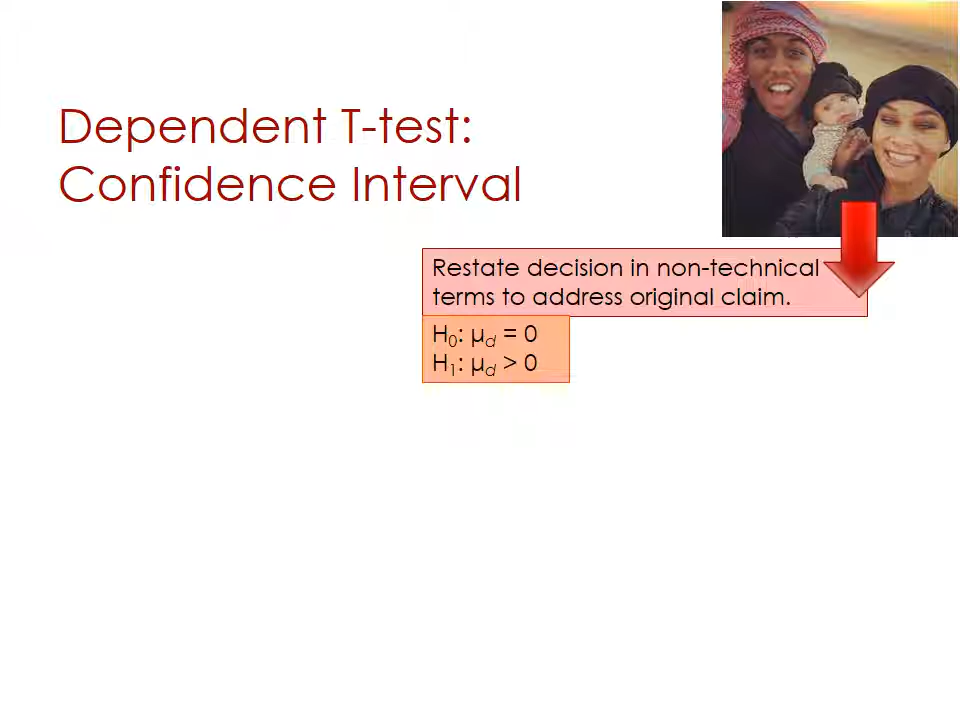 Dependent T-test:
Confidence Interval
Restate decision in non-technical
terms to address original claim.
H₀: μd = 0
H₁: μd > 0